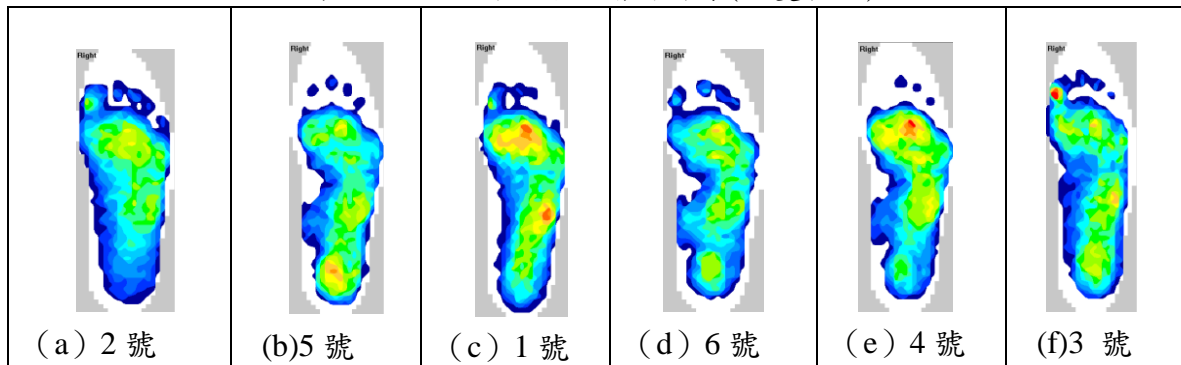 Right
Right
Right
Right
Right
Right
（a）2 號
(b)5 號
（c）1 號
（d）6 號
（e）4 號
(f)3 號